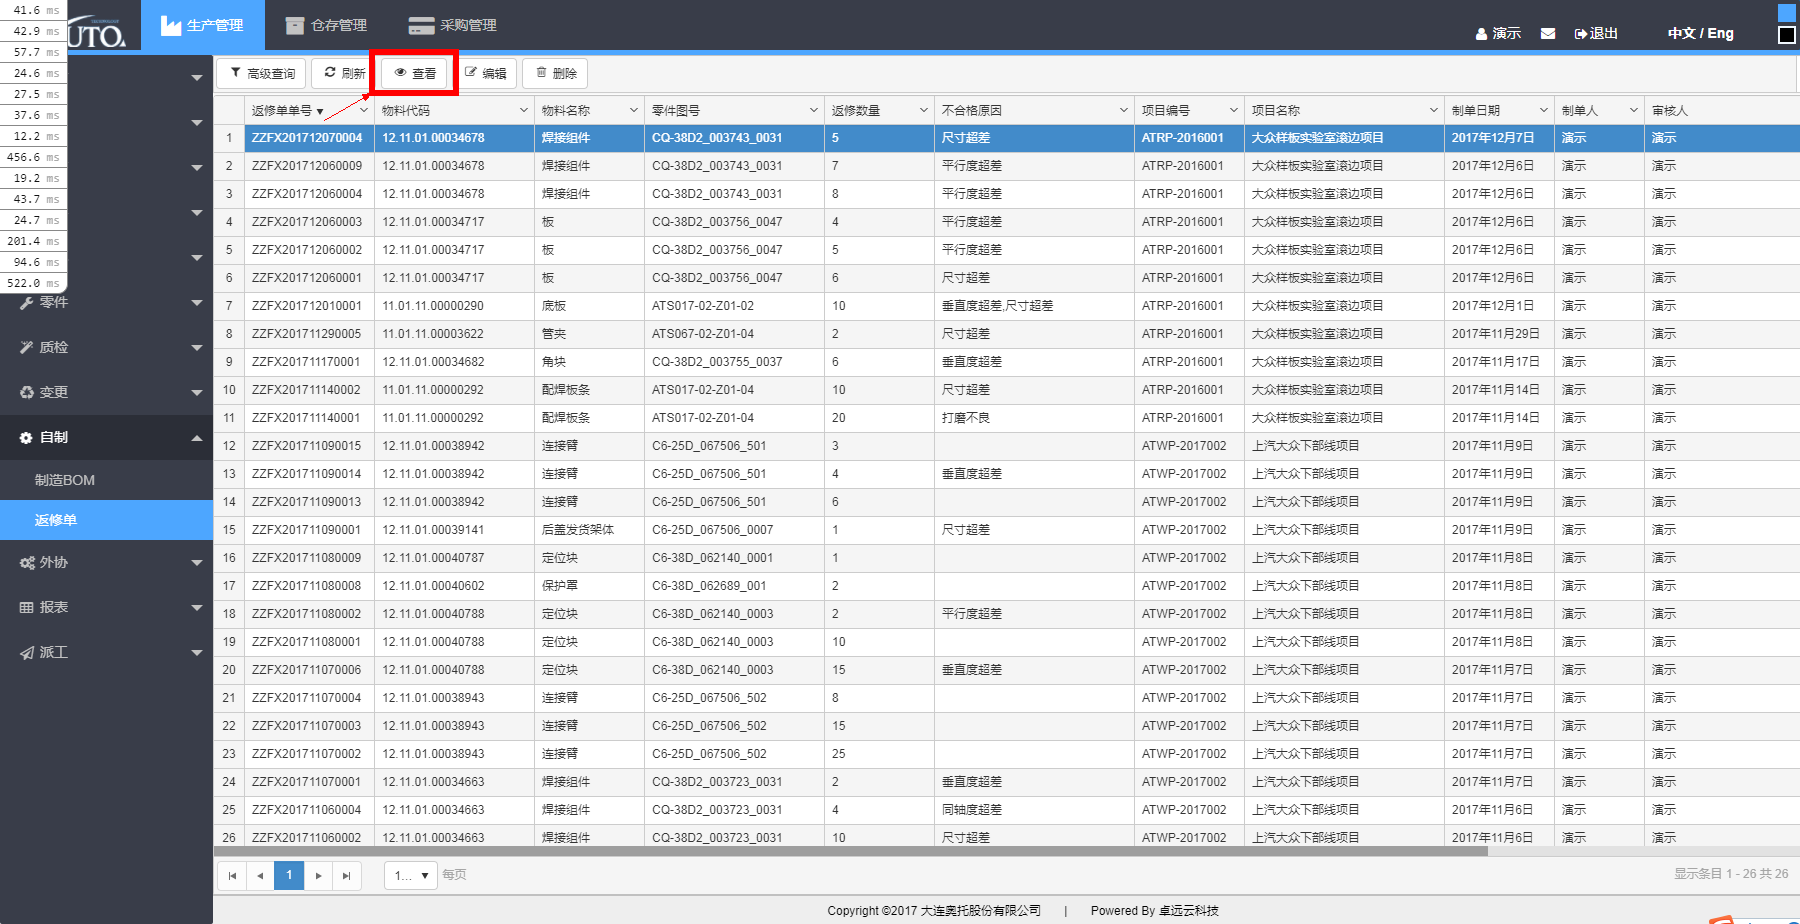 41.6 ms
42.9 ms
57.7 ms
24.6 ms
27.5 ms
37.6 ms
12.2 ms
456.6 ms
19.2 ms
43.7 ms
24.7 ms
201.4 ms
94.6 ms
522.0 ms
UTO.
生产管理 仓存管理 采购管理
演示 退出 中文 / Eng
零件
质检
变更
自制
制造BOM
返修单
外协
报表
派工
高级查询 刷新 查看 编辑 删除
返修单单号 物料代码 物料名称 零件图号 返修数量 不合格原因 项目编号 项目名称 制单日期 制单人 审核人
1 ZZFX201712070004 12.11.01.00034678 焊接组件 CQ-38D2_003743_0031 5 尺寸超差 ATRP-2016001 大众样板实验室滚边项目 2017年12月7日 演示 演示
2 ZZFX201712060009 12.11.01.00034678 焊接组件 CQ-38D2_003743_0031 7 平行度超差 ATRP-2016001 大众样板实验室滚边项目 2017年12月6日 演示 演示
3 ZZFX201712060004 12.11.01.00034678 焊接组件 CQ-38D2_003743_0031 8 平行度超差 ATRP-2016001 大众样板实验室滚边项目 2017年12月6日 演示 演示
4 ZZFX201712060003 12.11.01.00034717 板 CQ-38D2_003756_0047 4 平行度超差 ATRP-2016001 大众样板实验室滚边项目 2017年12月6日 演示 演示
5 ZZFX201712060002 12.11.01.00034717 板 CQ-38D2_003756_0047 5 平行度超差 ATRP-2016001 大众样板实验室滚边项目 2017年12月6日 演示 演示
6 ZZFX201712060001 12.11.01.00034717 板 CQ-38D2_003756_0047 6 尺寸超差 ATRP-2016001 大众样板实验室滚边项目 2017年12月6日 演示 演示
7 ZZFX201712010001 11.01.11.00000290 底板 ATS017-02-Z01-02 10 垂直度超差,尺寸超差 ATRP-2016001 大众样板实验室滚边项目 2017年12月1日 演示 演示
8 ZZFX201711290005 11.01.11.00003622 管夹 ATS067-02-Z01-04 2 尺寸超差 ATRP-2016001 大众样板实验室滚边项目 2017年11月29日 演示 演示
9 ZZFX201711170001 12.11.01.00034682 角块 CQ-38D2_003755_0037 6 垂直度超差 ATRP-2016001 大众样板实验室滚边项目 2017年11月17日 演示 演示
10 ZZFX201711140002 11.01.11.00000292 配焊板条 ATS017-02-Z01-04 10 尺寸超差 ATRP-2016001 大众样板实验室滚边项目 2017年11月14日 演示 演示
11 ZZFX201711140001 11.01.11.00000292 配焊板条 ATS017-02-Z01-04 20 打磨不良 ATRP-2016001 大众样板实验室滚边项目 2017年11月14日 演示 演示
12 ZZFX201711090015 12.11.01.00038942 连接臂 C6-25D_067506_501 3 ATWP-2017002 上汽大众下部线项目 2017年11月9日 演示 演示
13 ZZFX201711090014 12.11.01.00038942 连接臂 C6-25D_067506_501 4 垂直度超差 ATWP-2017002 上汽大众下部线项目 2017年11月9日 演示 演示
14 ZZFX201711090013 12.11.01.00038942 连接臂 C6-25D_067506_501 6 ATWP-2017002 上汽大众下部线项目 2017年11月9日 演示 演示
15 ZZFX201711090001 12.11.01.00039141 后盖发货架体 C6-25D_067506_0007 1 尺寸超差 ATWP-2017002 上汽大众下部线项目 2017年11月9日 演示 演示
16 ZZFX201711080009 12.11.01.00040787 定位块 C6-38D_062140_0001 1 ATWP-2017002 上汽大众下部线项目 2017年11月8日 演示 演示
17 ZZFX201711080008 12.11.01.00040602 保护罩 C6-38D_062689_001 2 ATWP-2017002 上汽大众下部线项目 2017年11月8日 演示 演示
18 ZZFX201711080002 12.11.01.00040788 定位块 C6-38D_062140_0003 2 平行度超差 ATWP-2017002 上汽大众下部线项目 2017年11月8日 演示 演示
19 ZZFX201711080001 12.11.01.00040788 定位块 C6-38D_062140_0003 10 ATWP-2017002 上汽大众下部线项目 2017年11月8日 演示 演示
20 ZZFX201711070006 12.11.01.00040788 定位块 C6-38D_062140_0003 15 垂直度超差 ATWP-2017002 上汽大众下部线项目 2017年11月7日 演示 演示
21 ZZFX201711070004 12.11.01.00038943 连接臂 C6-25D_067506_502 8 ATWP-2017002 上汽大众下部线项目 2017年11月7日 演示 演示
22 ZZFX201711070003 12.11.01.00038943 连接臂 C6-25D_067506_502 15 ATWP-2017002 上汽大众下部线项目 2017年11月7日 演示 演示
23 ZZFX201711070002 12.11.01.00038943 连接臂 C6-25D_067506_502 25 ATWP-2017002 上汽大众下部线项目 2017年11月7日 演示 演示
24 ZZFX201711070001 12.11.01.00034663 焊接组件 CQ-38D2_003723_0031 2 垂直度超差 ATWP-2017002 上汽大众下部线项目 2017年11月7日 演示 演示
25 ZZFX201711060004 12.11.01.00034663 焊接组件 CQ-38D2_003723_0031 4 同轴度超差 ATWP-2017002 上汽大众下部线项目 2017年11月6日 演示 演示
26 ZZFX201711060002 12.11.01.00034663 焊接组件 CQ-38D2_003723_0031 10 尺寸超差 ATWP-2017002 上汽大众下部线项目 2017年11月6日 演示 演示
1 1... 每页 显示条目 1 - 26 共 26
Copyright ©2017 大连奥托股份有限公司 | Powered By 卓远云科技